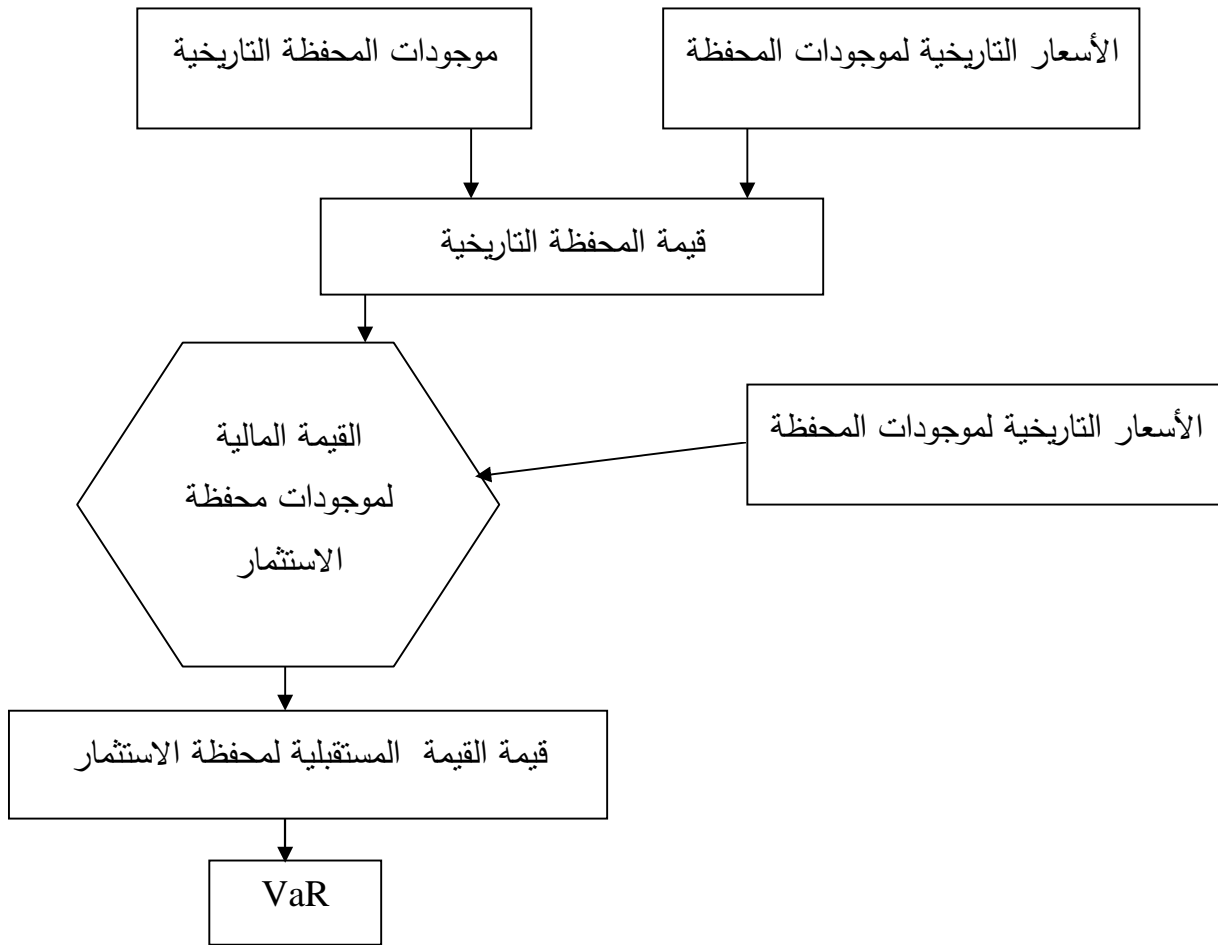 الأسعار التاريخية لموجودات المحفظة
موجودات المحفظة التاريخية
قيمة المحفظة التاريخية
القيمة المالية
لموجودات محفظة
الاستثمار
الأسعار التاريخية لموجودات المحفظة
قيمة القيمة المستقبلية لمحفظة الاستثمار
VaR